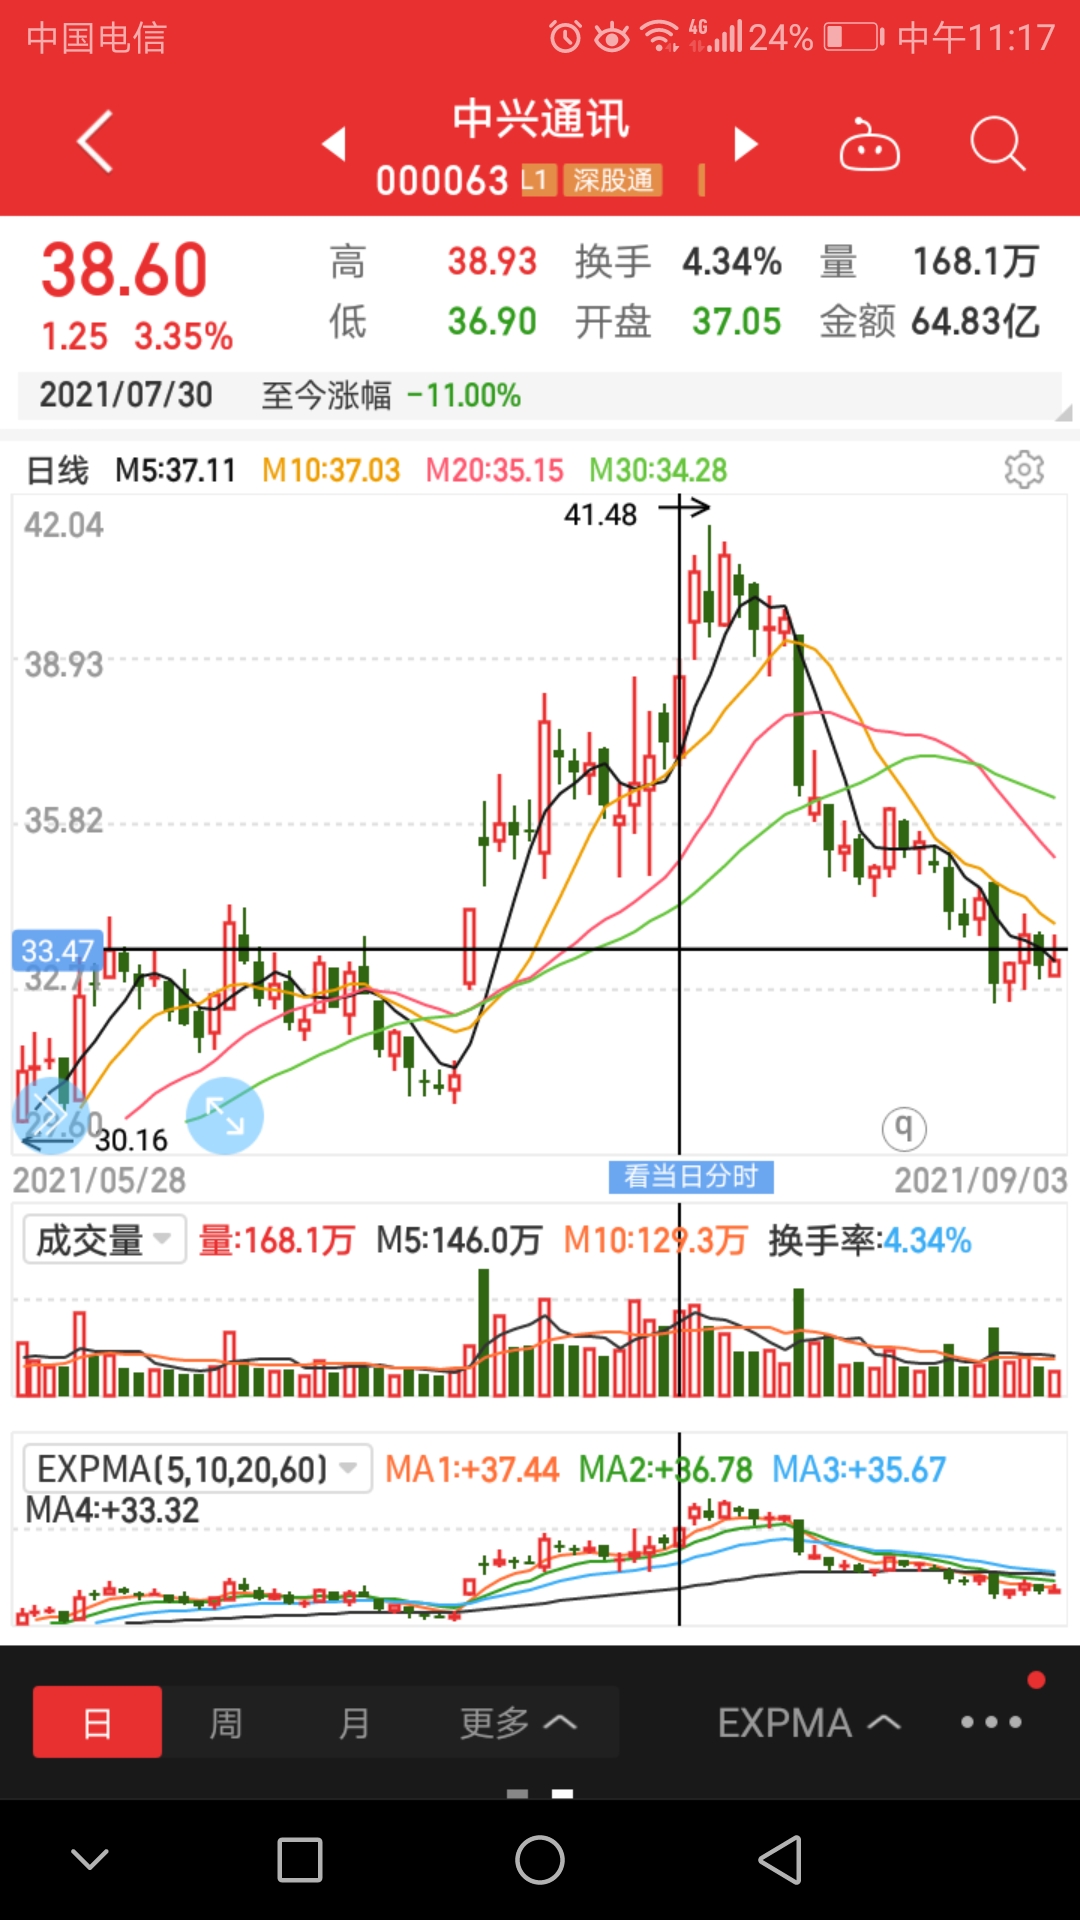 中国电信 4G 24% 中午11:17
中兴通讯
000063 L1 深股通
38.60 高 38.93 换手 4.34% 量 168.1万
1.25 3.35% 低 36.90 开盘 37.05 金额 64.83亿
2021/07/30 至今涨幅 -11.00%
日线 M5:37.11 M10:37.03 M20:35.15 M30:34.28
42.04
41.48
38.93
35.82
33.47
32.71
29.60
30.16
q
2021/05/28 看当日分时 2021/09/03
成交量 量:168.1万 M5:146.0万 M10:129.3万 换手率:4.34%
EXPMA(5,10,20,60) MA1:+37.44 MA2:+36.78 MA3:+35.67
MA4:+33.32
日 周 月 更多 EXPMA